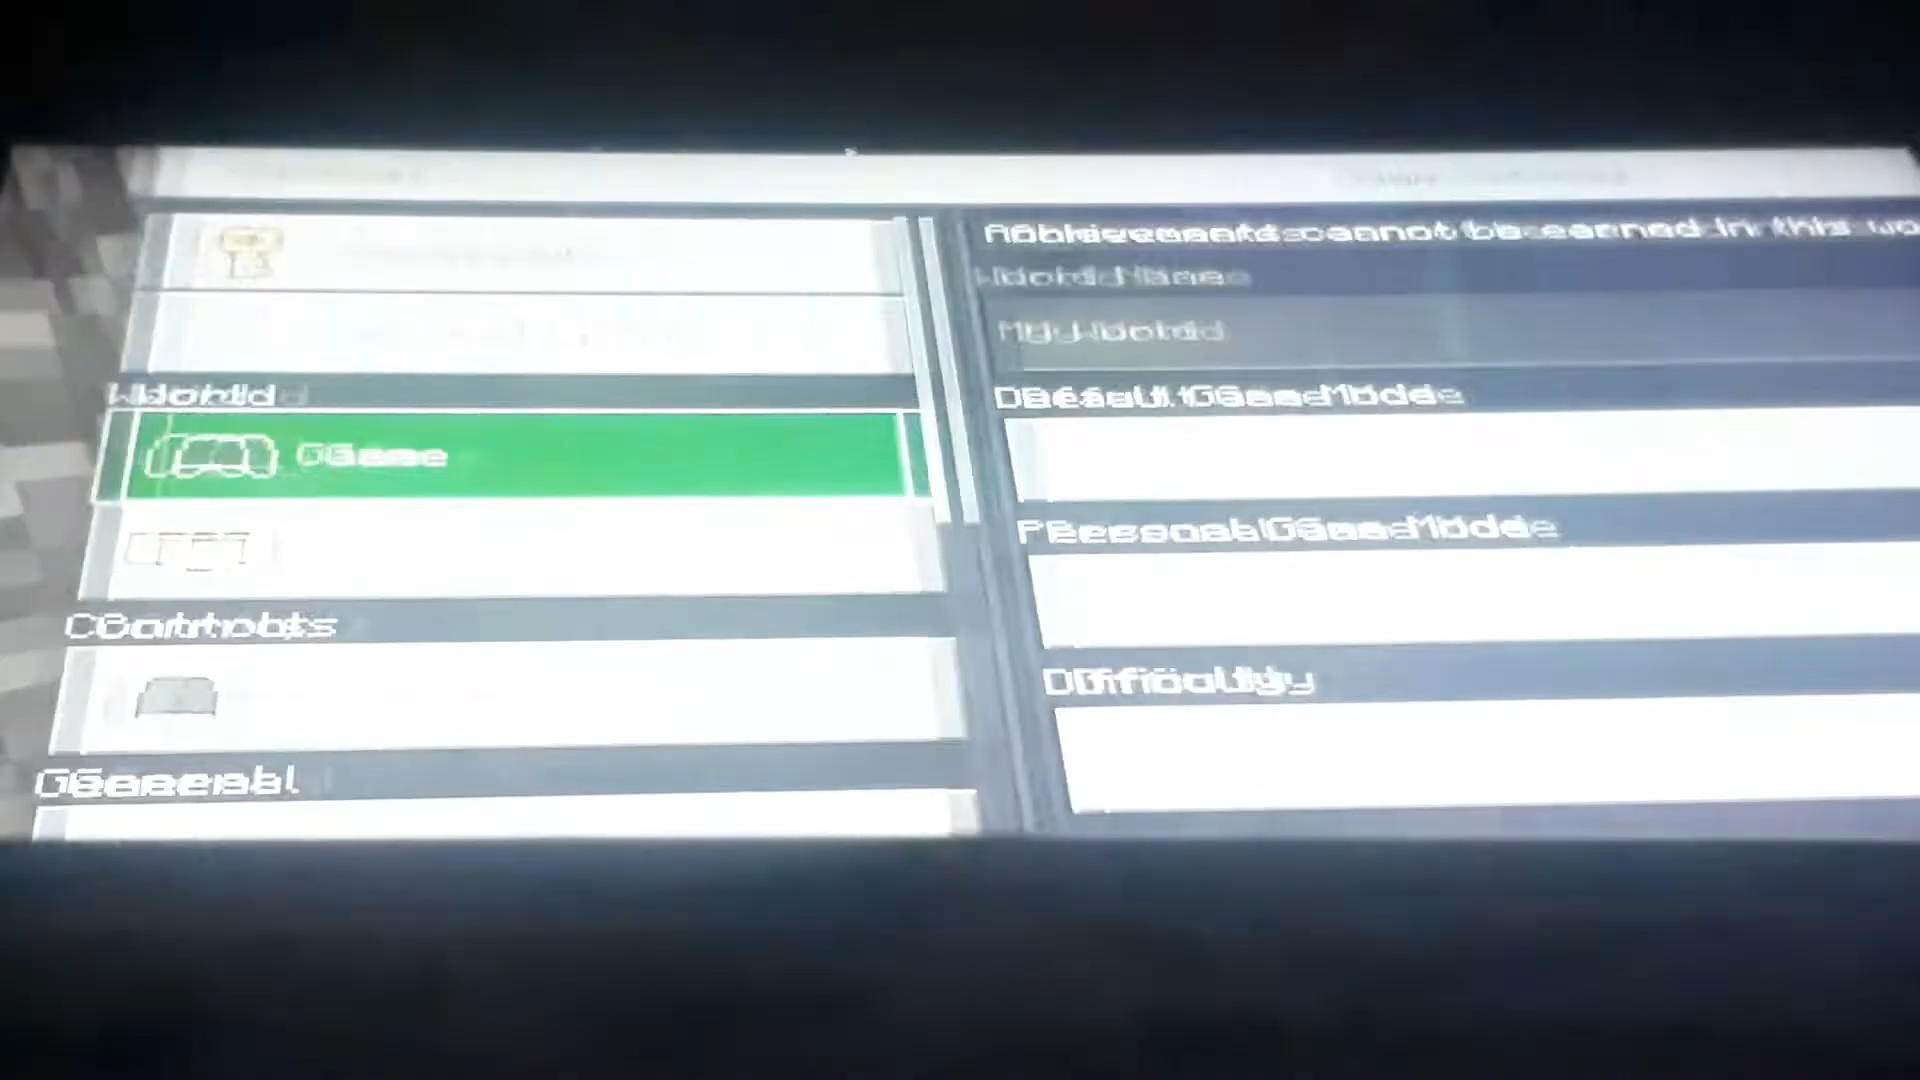 World
Game
Controls
General
Achievements cannot be earned in this
World Name
My World
Default Game Mode
Personal Game Mode
Difficulty